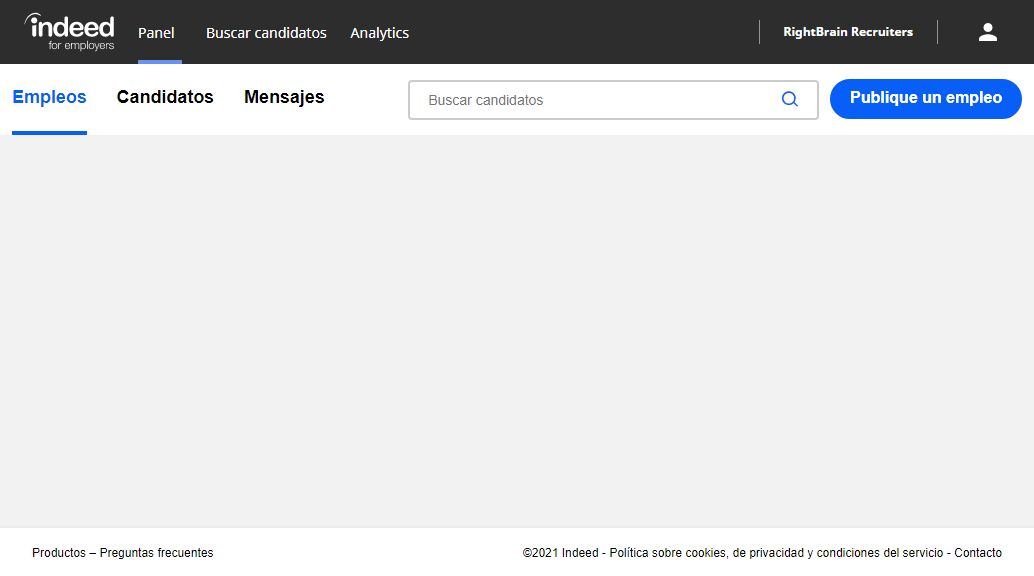 indeed
for employers
Panel
Buscar candidatos
Analytics
RightBrain Recruiters
Empleos
Candidatos
Mensajes
Buscar candidatos
Publique un empleo
Productos – Preguntas frecuentes
©2021 Indeed - Política sobre cookies, de privacidad y condiciones del servicio - Contacto